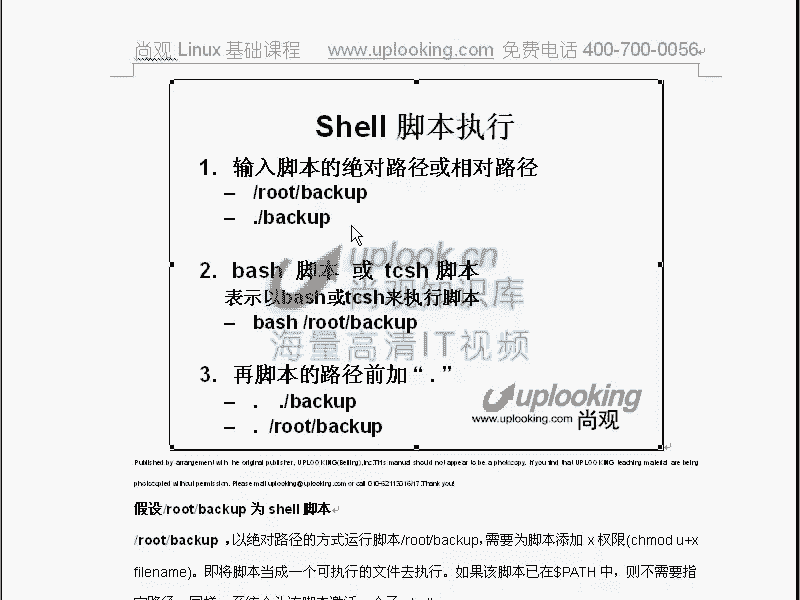 尚观 Linux 基础课程 www.uplooking.com 免费电话 400-700-0056
Shell 脚本执行
1. 输入脚本的绝对路径或相对路径
– /root/backup
– ./backup
2. bash 脚本 或 tcsh 脚本
表示以bash或tcsh来执行脚本
– bash /root/backup
3. 再脚本的路径前加“ . ”
– . ./backup
– . /root/backup
uplook.cn
尚观知识库
海量高清IT视频
uplooking
www.uplooking.com 尚观
Published by arrangement with the original publisher, UPLOOKING(Beijing),Inc.This manual should not appear to be a photocopy. If you find that UPLOOKING teaching material are being
photocopied without permission. Please mail uplooking@uplooking.com or call Thank you!
假设/root/backup 为 shell 脚本
/root/backup ，以绝对路径的方式运行脚本/root/backup,需要为脚本添加 x 权限(chmod u+x
filename)。即将脚本当成一个可执行的文件去执行。如果该脚本已在$PATH 中，则不需要指